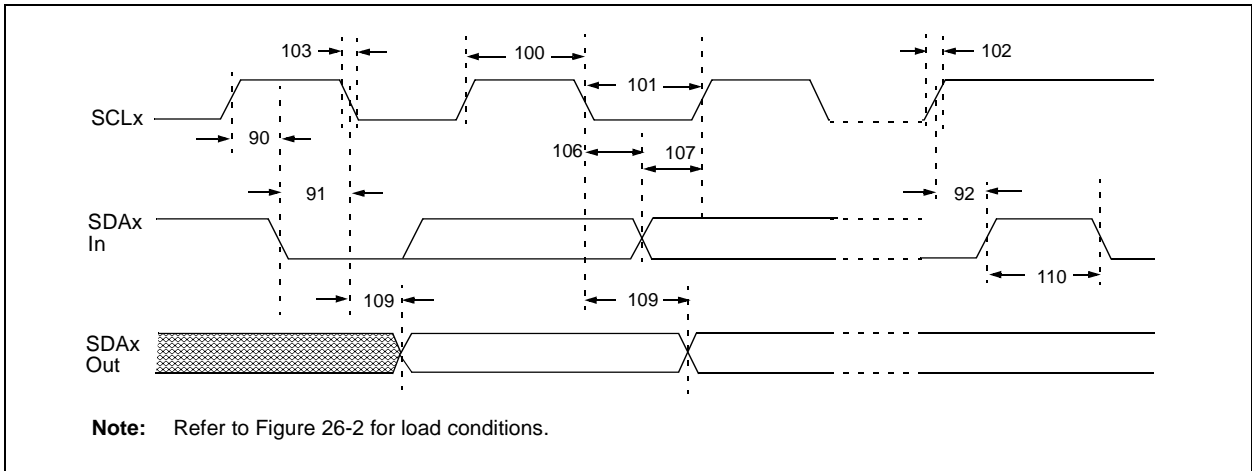 103
100
102
101
SCLx
90
106
107
91
92
SDAx
In
109
109
110
SDAx
Out
Note: Refer to Figure 26-2 for load conditions.